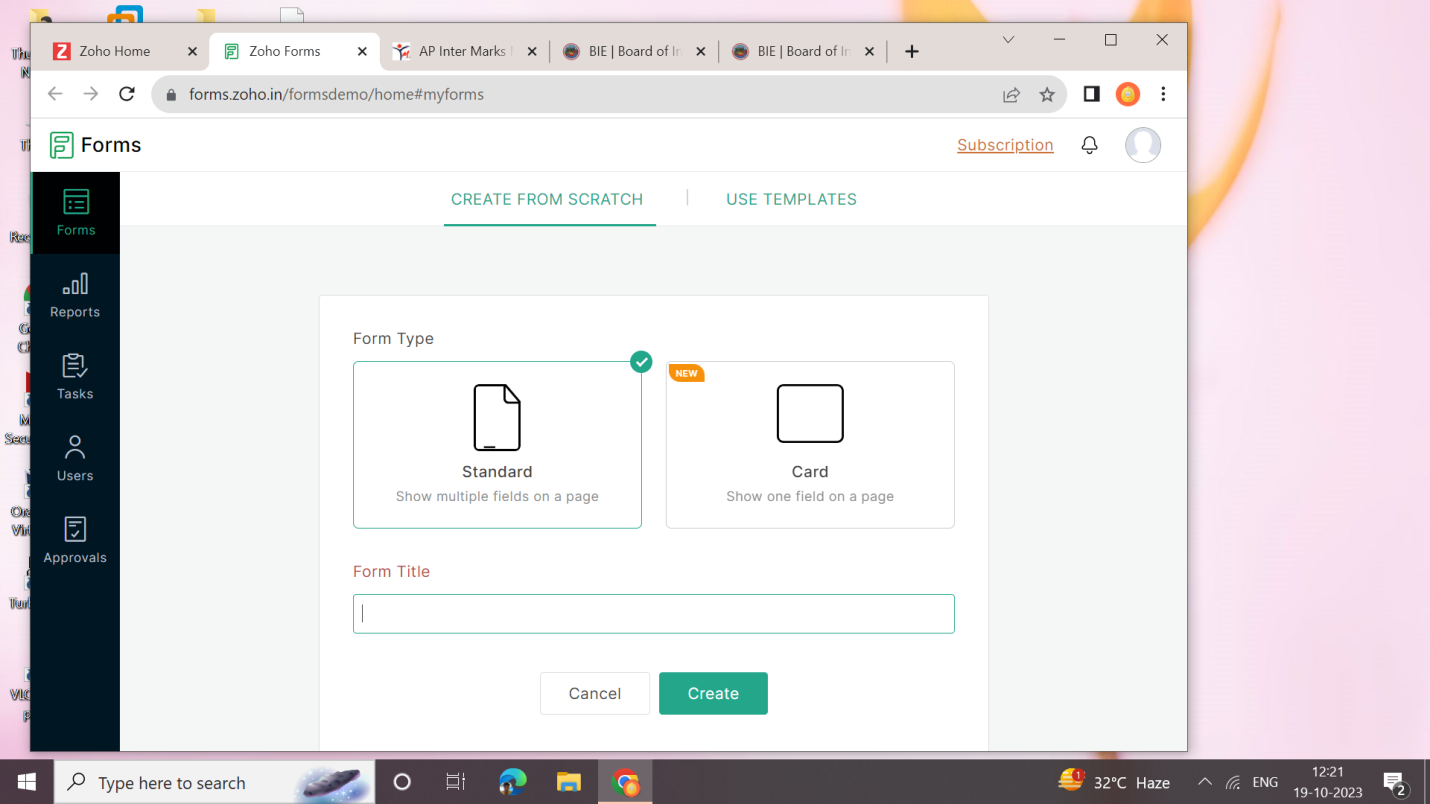 Zoho Home
Zoho Forms
AP Inter Marks
BIE | Board of In
BIE | Board of In
forms.zoho.in/formsdemo/home#myforms
Forms
Subscription
CREATE FROM SCRATCH
USE TEMPLATES
Forms
Reports
Tasks
Users
Approvals
Form Type
NEW
Standard
Show multiple fields on a page
Card
Show one field on a page
Form Title
Cancel
Create
Type here to search
1
32°C Haze
ENG
12:21
19-10-2023
2